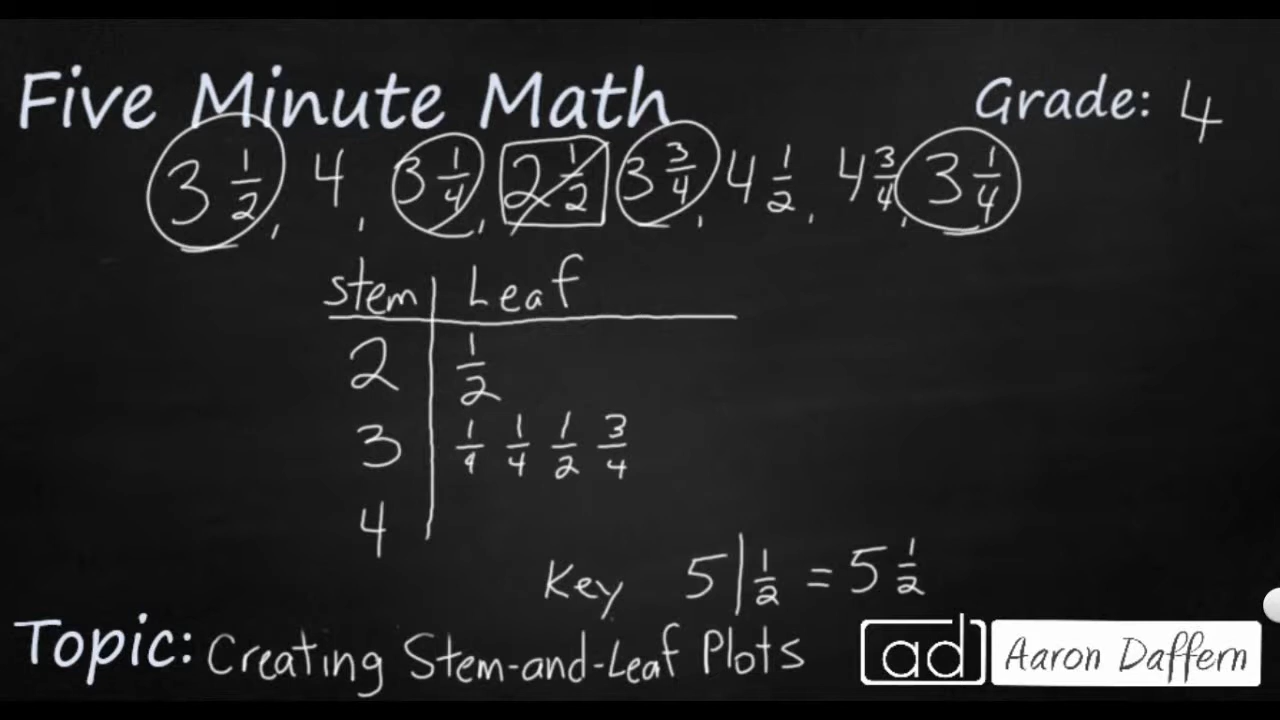 Five Minute Math Grade: 4
3 1/2, 4, 3 1/4, 2 1/2, 3 3/4, 4 1/2, 4 3/4, 3 1/4
Stem Leaf
2 1/2
3 1/4 1/4 1/2 3/4
4
Key 5|1/2 = 5 1/2
Topic: Creating Stem-and-Leaf Plots ad Aaron Daffern